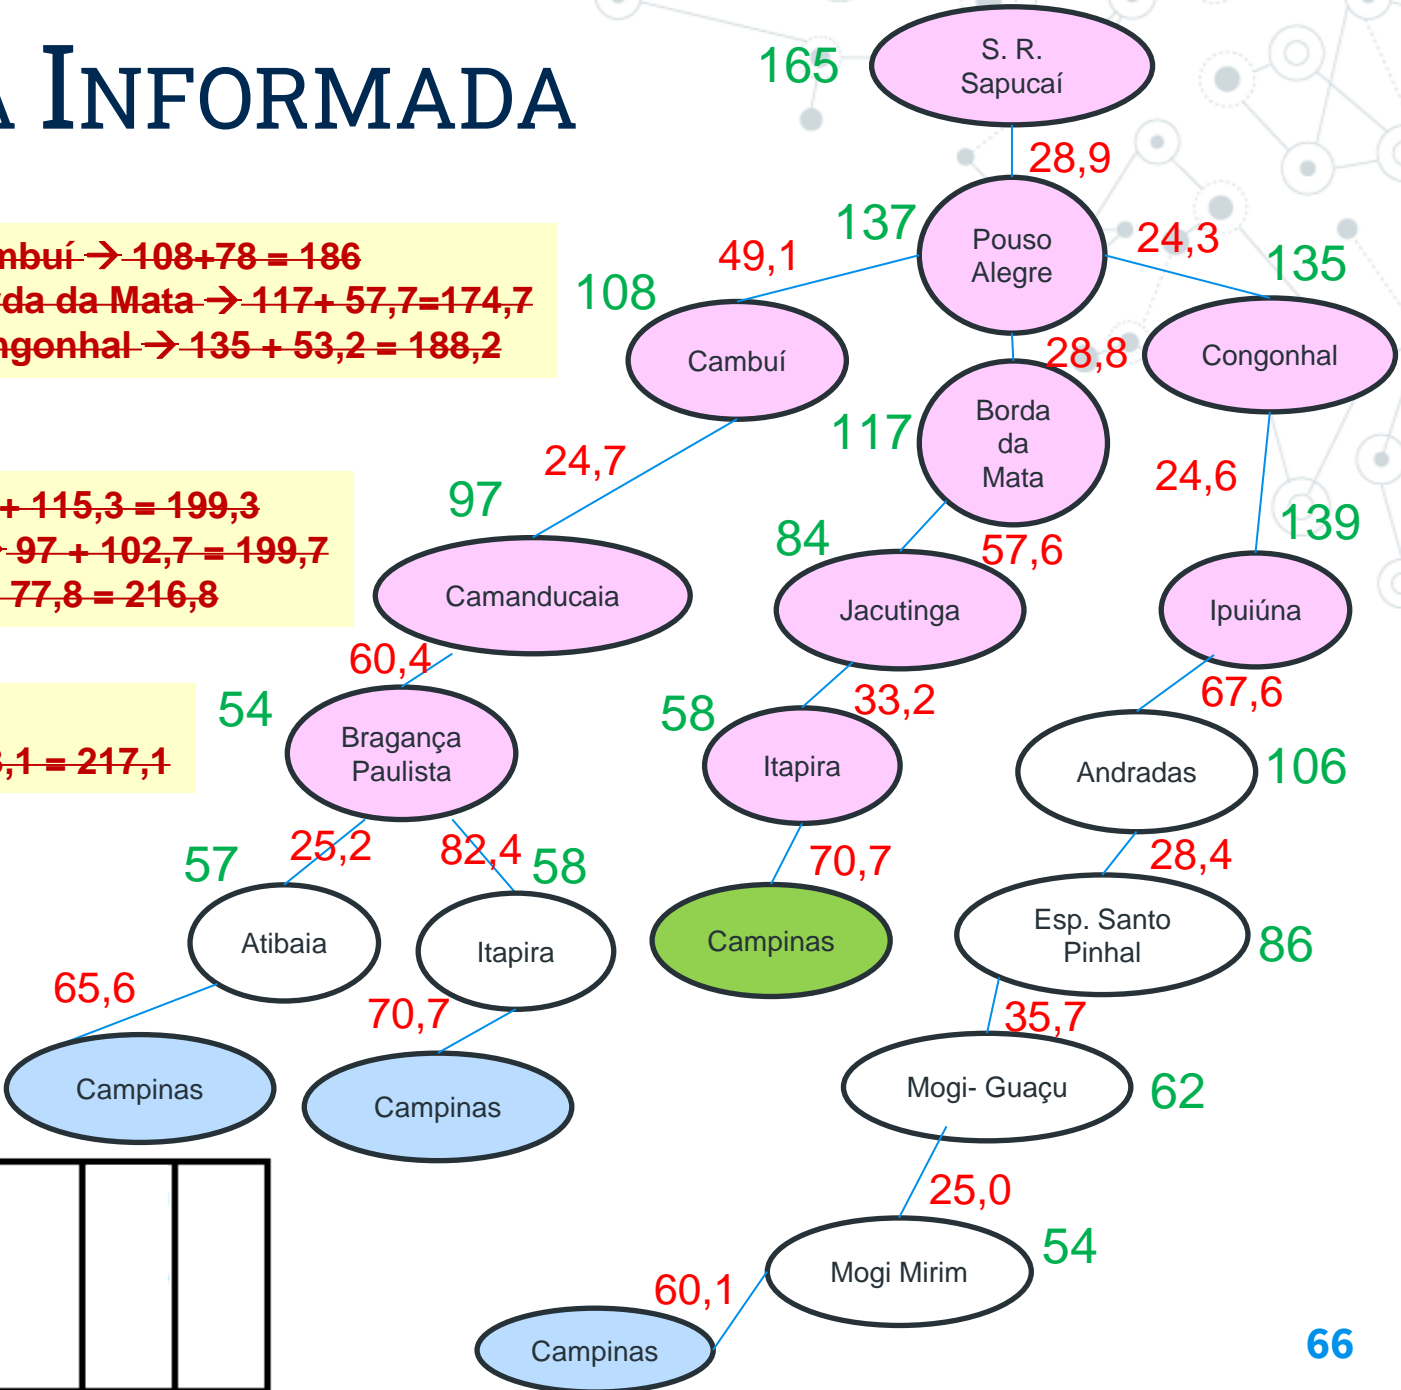 A INFORMADA
mbuí → 108+78 = 186
rda da Mata → 117+ 57,7=174,7
ngonhal → 135 + 53,2 = 188,2
+ 115,3 = 199,3
97 + 102,7 = 199,7
77,8 = 216,8
3,1 = 217,1
165
S. R.
Sapucaí
28,9
137
Pouso
Alegre
49,1
24,3
108
135
Cambuí
28,8
Congonhal
117
Borda
da
Mata
24,7
24,6
97
84
57,6
139
Camanducaia
Jacutinga
Ipuiúna
60,4
33,2
67,6
54
Bragança
Paulista
58
Itapira
Andradas
106
25,2
82,4
70,7
28,4
57
58
Atibaia
Itapira
Campinas
Esp. Santo
Pinhal
86
65,6
70,7
35,7
Campinas
Campinas
Mogi- Guaçu
62
25,0
Mogi Mirim
54
60,1
Campinas
66